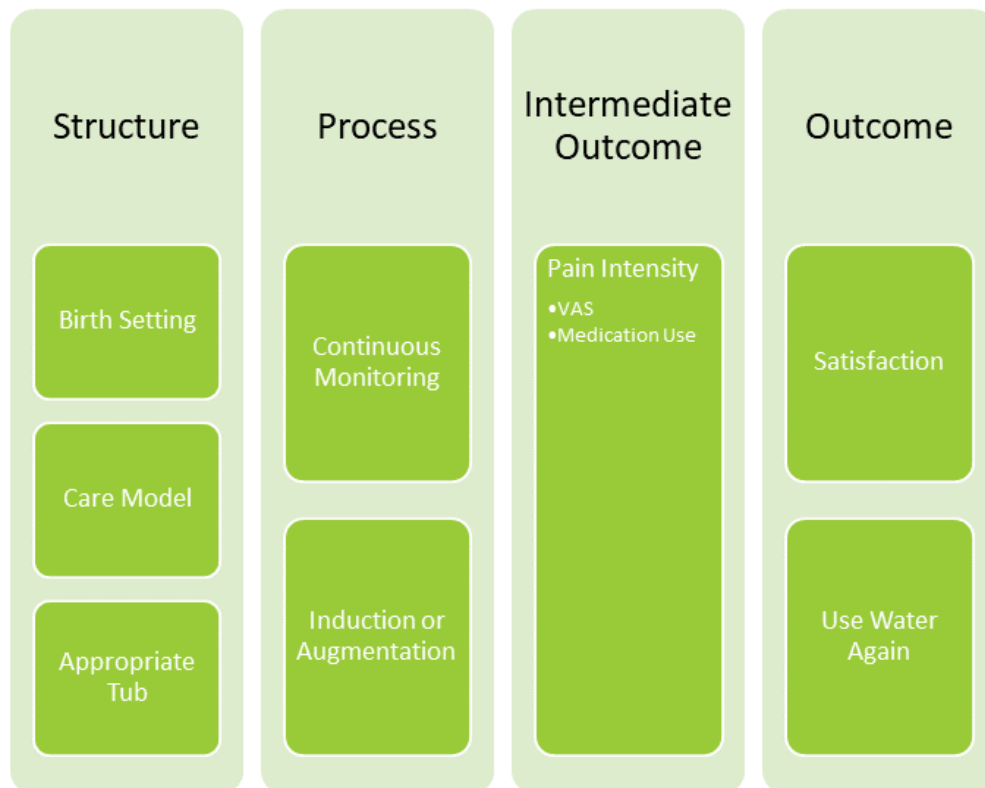 Structure
Birth Setting
Care Model
Appropriate
Tub
Process
Continuous
Monitoring
Induction or
Augmentation
Intermediate
Outcome
Pain Intensity
•VAS
•Medication Use
Outcome
Satisfaction
Use Water
Again